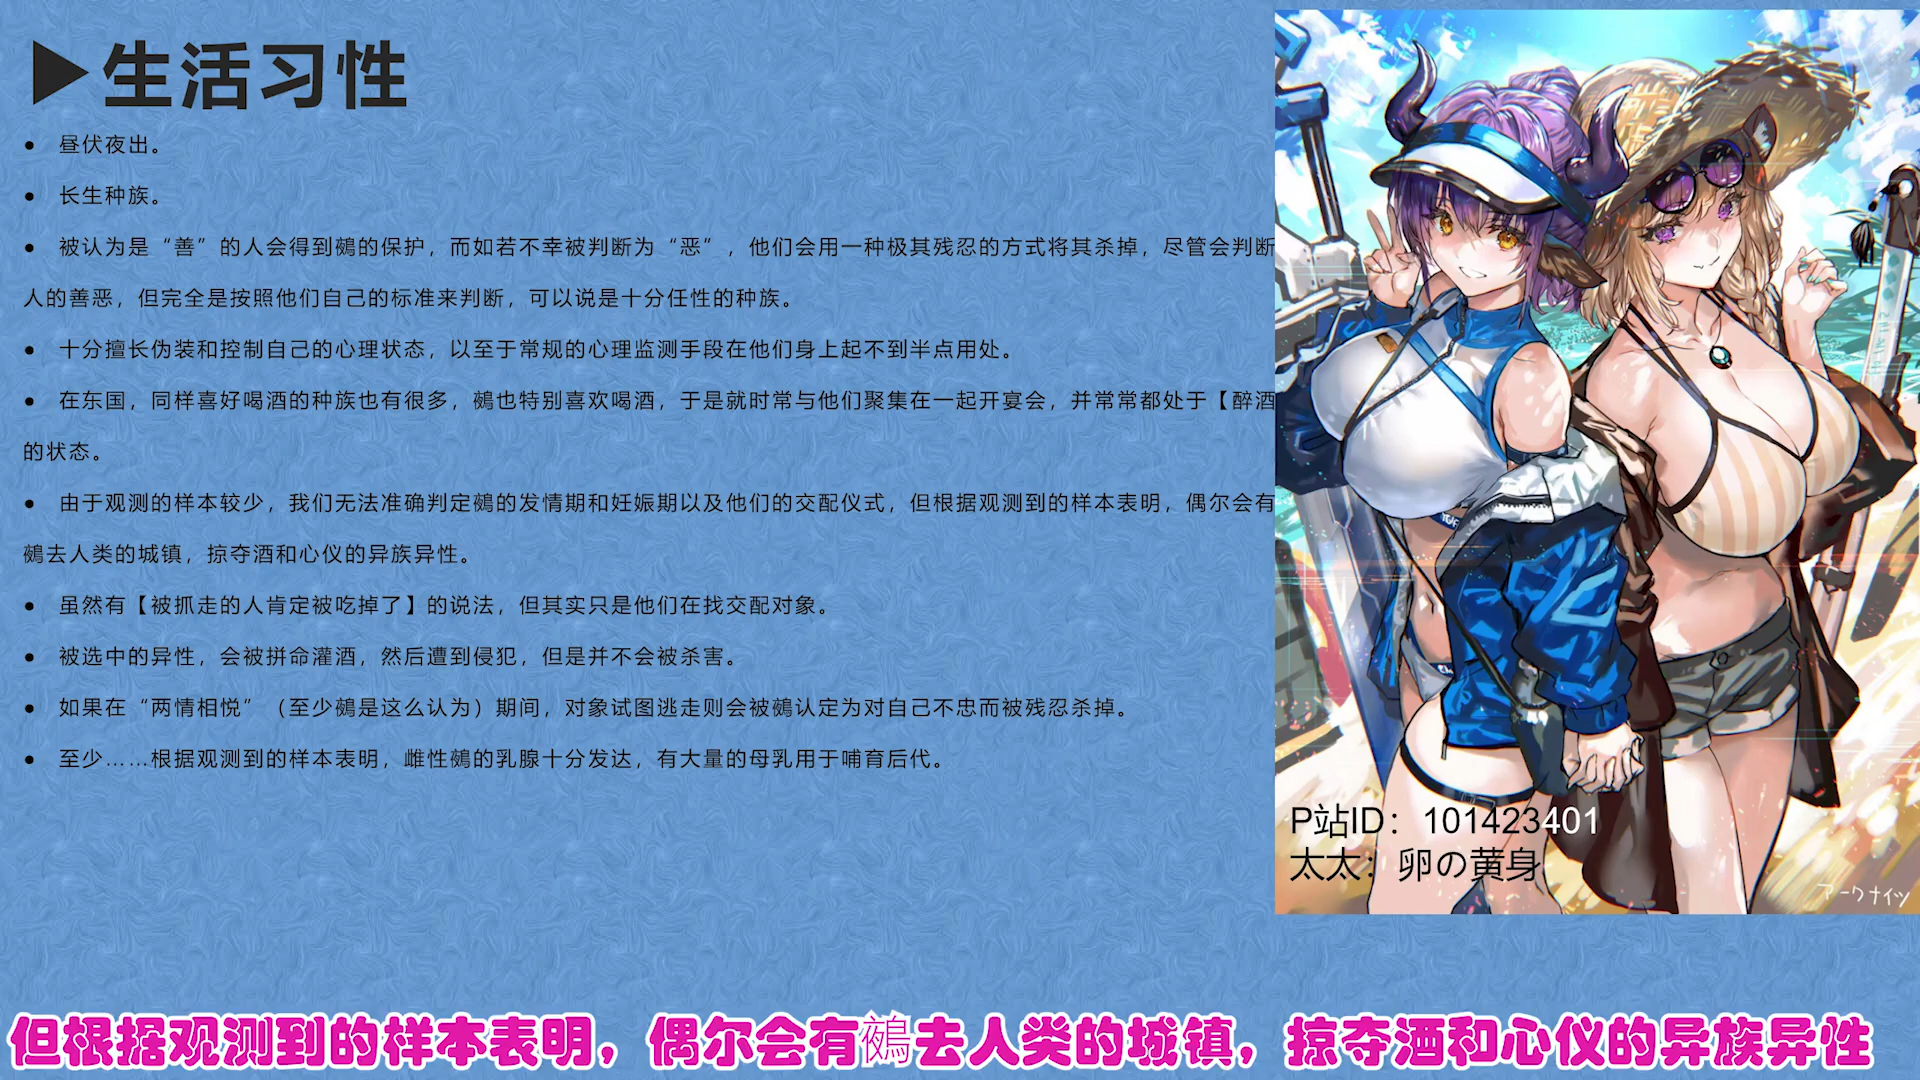 ▶生活习性
● 昼伏夜出。
● 长生种族。
● 被认为是“善”的人会得到鵺的保护，而如若不幸被判断为“恶”，他们会用一种极其残忍的方式将其杀掉，尽管会判断
人的善恶，但完全是按照他们自己的标准来判断，可以说是十分任性的种族。
● 十分擅长伪装和控制自己的心理状态，以至于常规的心理监测手段在他们身上起不到半点用处。
● 在东国，同样喜好喝酒的种族也有很多，鵺也特别喜欢喝酒，于是就时常与他们聚集在一起开宴会，并常常都处于【醉酒
的状态。
● 由于观测的样本较少，我们无法准确判定鵺的发情期和妊娠期以及他们的交配仪式，但根据观测到的样本表明，偶尔会有
鵺去人类的城镇，掠夺酒和心仪的异族异性。
● 虽然有【被抓走的人肯定被吃掉了】的说法，但其实只是他们在找交配对象。
● 被选中的异性，会被拼命灌酒，然后遭到侵犯，但是并不会被杀害。
● 如果在“两情相悦”（至少鵺是这么认为）期间，对象试图逃走则会被鵺认定为对自己不忠而被残忍杀掉。
● 至少……根据观测到的样本表明，雌性鵺的乳腺十分发达，有大量的母乳用于哺育后代。
P站ID：101423401
太太：卵の黄身
アークナイツ
但根据观测到的样本表明，偶尔会有鵺去人类的城镇，掠夺酒和心仪的异族异性